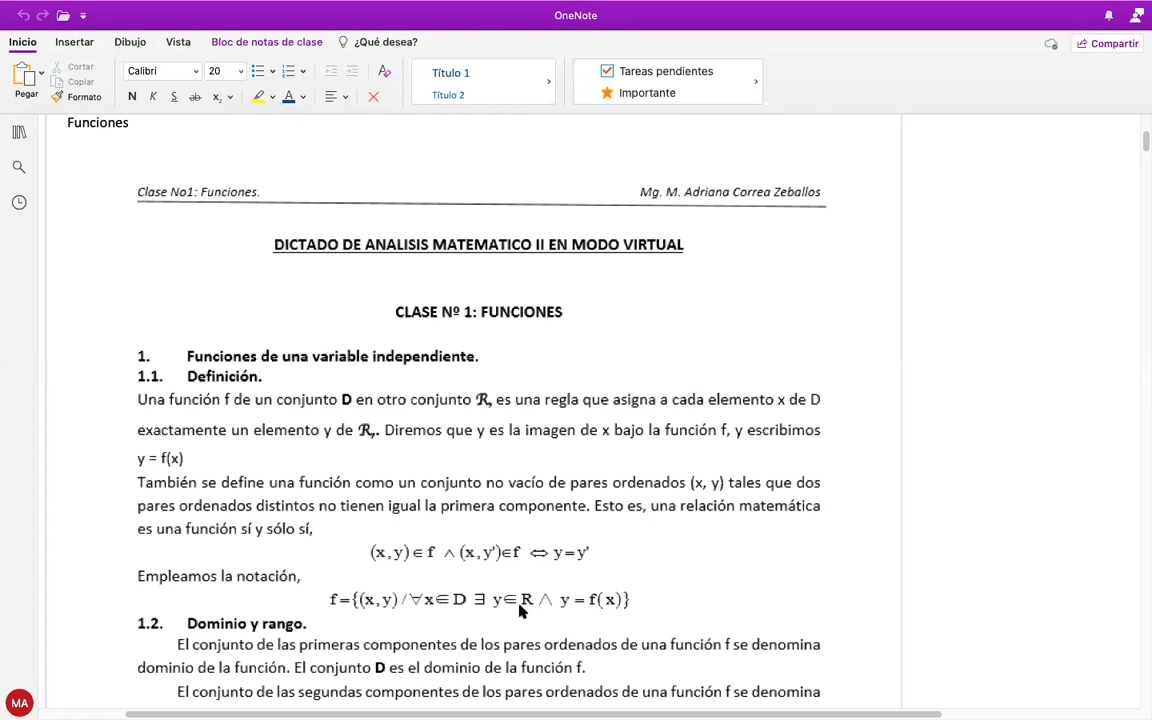 OneNote
Inicio Insertar Dibujo Vista Bloc de notas de clase ¿Qué desea? Compartir
Pegar Cortar Copiar Formato
Calibri 20
N K S ab x₂ A
Título 1
Título 2
Tareas pendientes
Importante
Funciones
Clase No1: Funciones. Mg. M. Adriana Correa Zeballos
DICTADO DE ANALISIS MATEMATICO II EN MODO VIRTUAL
CLASE Nº 1: FUNCIONES
1. Funciones de una variable independiente.
1.1. Definición.
Una función f de un conjunto D en otro conjunto ℛ, es una regla que asigna a cada elemento x de D
exactamente un elemento y de ℛ,. Diremos que y es la imagen de x bajo la función f, y escribimos
y = f(x)
También se define una función como un conjunto no vacío de pares ordenados (x, y) tales que dos
pares ordenados distintos no tienen igual la primera componente. Esto es, una relación matemática
es una función sí y sólo sí,
(x,y)∈ f ∧ (x,y')∈f ⇔ y=y'
Empleamos la notación,
f={(x,y) /∀x∈ D ∃ y∈R ∧ y = f(x)}
1.2. Dominio y rango.
El conjunto de las primeras componentes de los pares ordenados de una función f se denomina
dominio de la función. El conjunto D es el dominio de la función f.
El conjunto de las segundas componentes de los pares ordenados de una función f se denomina
MA